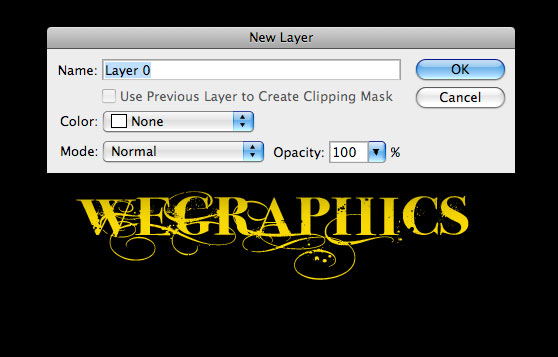 New Layer
Name: Layer 0 OK
Use Previous Layer to Create Clipping Mask Cancel
Color: None
Mode: Normal Opacity: 100 %
WEGRAPHICS